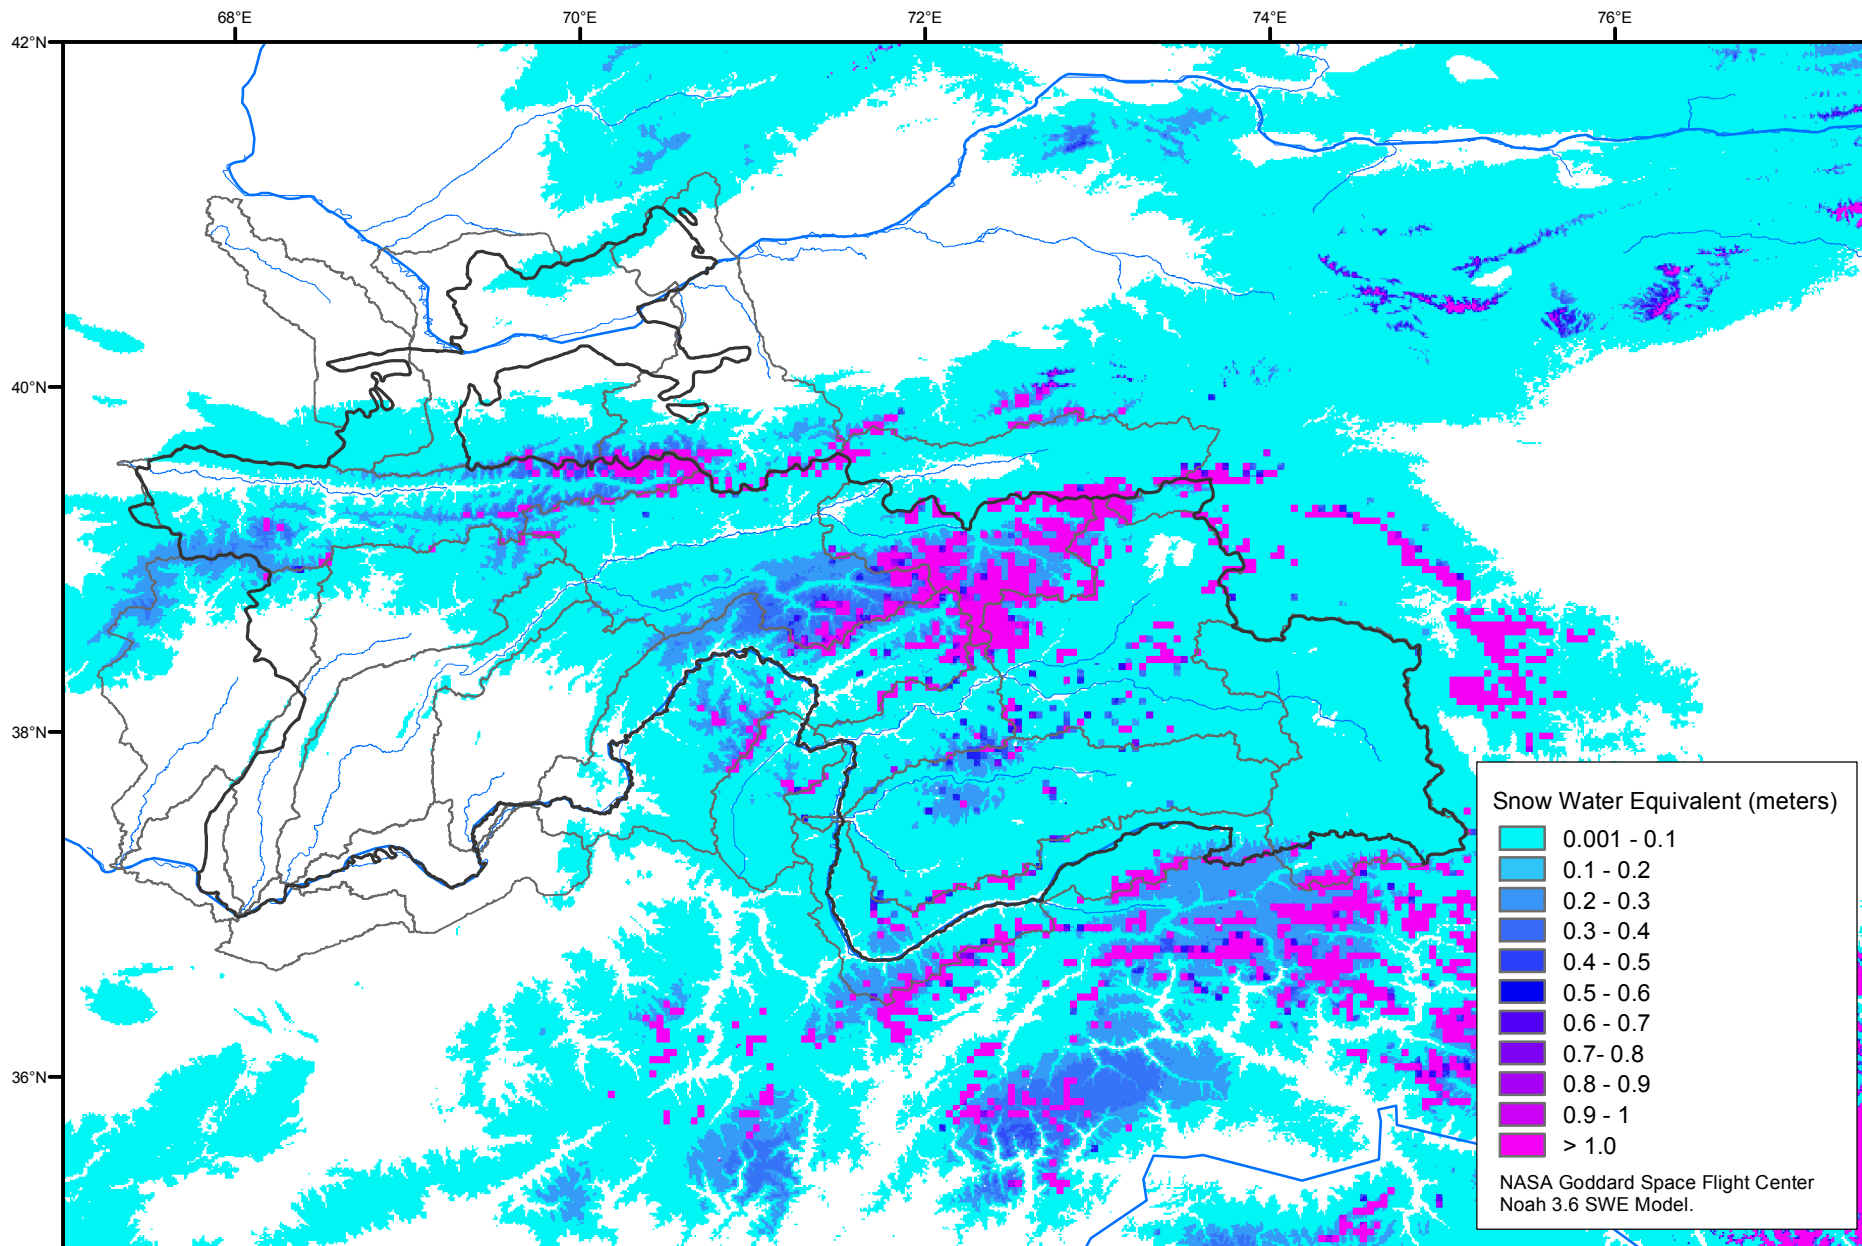 68°E
70°E
72°E
74°E
76°E
42°N
40°N
38°N
36°N
Snow Water Equivalent (meters)
0.001 - 0.1
0.1 - 0.2
0.2 - 0.3
0.3 - 0.4
0.4 - 0.5
0.5 - 0.6
0.6 - 0.7
0.7- 0.8
0.8 - 0.9
0.9 - 1
> 1.0
NASA Goddard Space Flight Center
Noah 3.6 SWE Model.